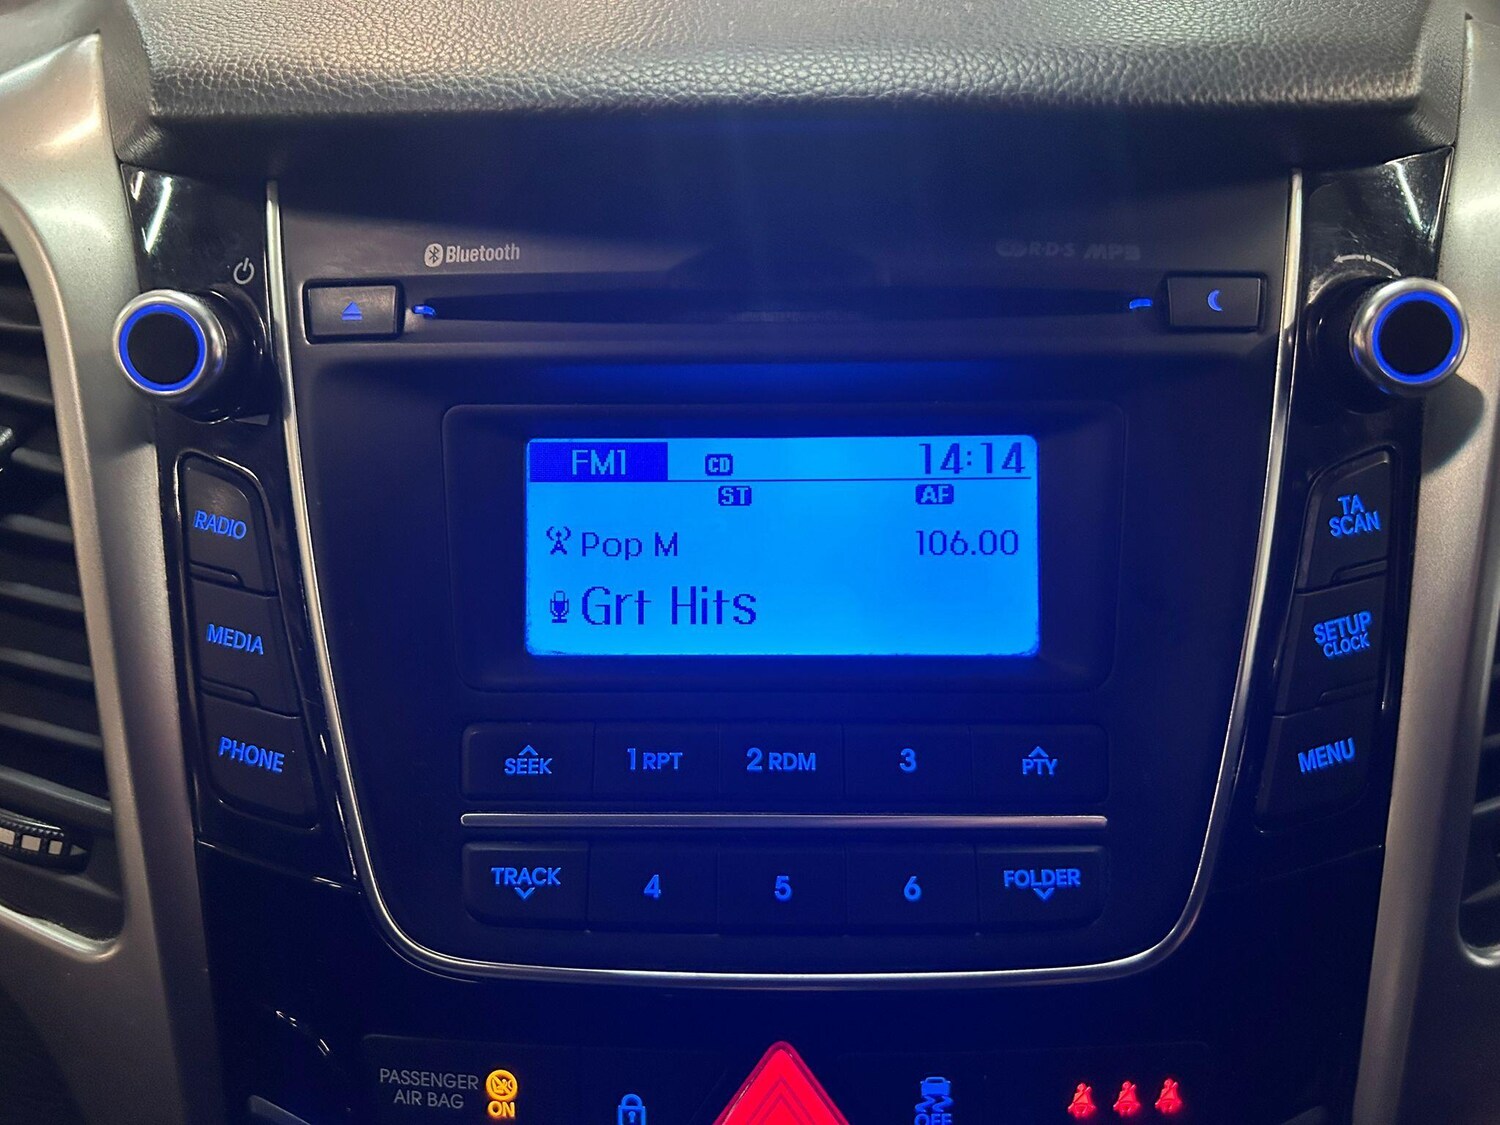 Bluetooth
R·D·S MP3
FM1 CD 14:14
ST AF
Pop M 106.00
Grt Hits
RADIO
MEDIA
PHONE
TA
SCAN
SETUP
CLOCK
MENU
SEEK 1 RPT 2 RDM 3 PTY
TRACK 4 5 6 FOLDER
PASSENGER
AIR BAG ON
OFF